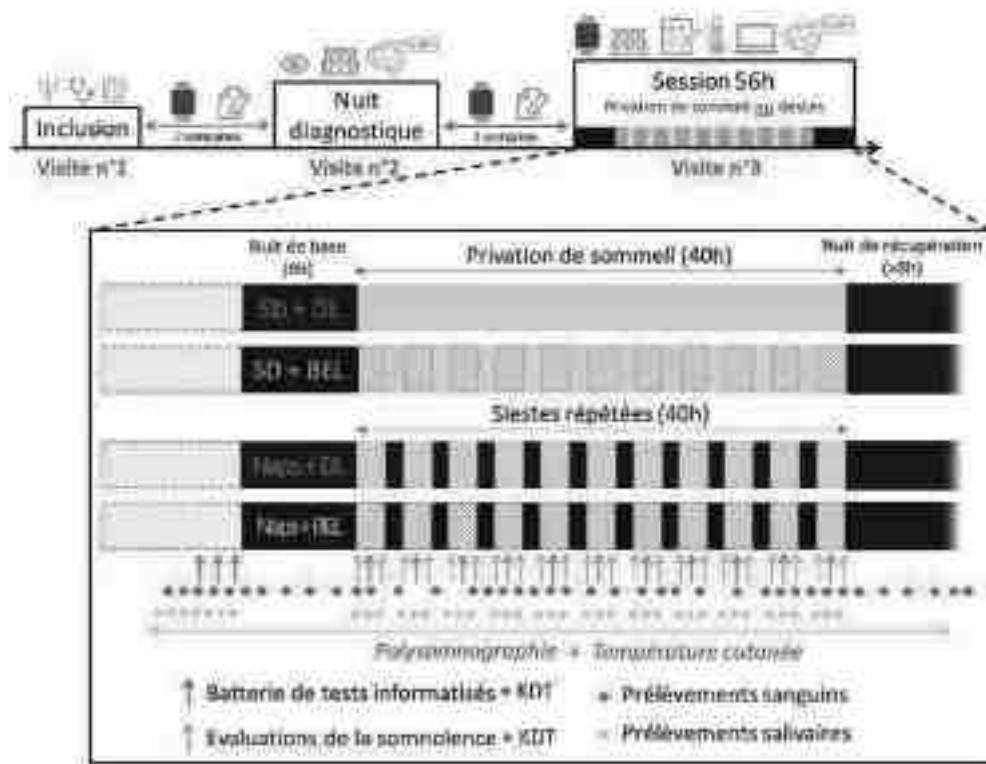 Session 56h
Privation de sommeil ou siestes
Nuit
diagnostique
Inclusion
Visite n°1
Visite n°2
Visite n°3
Nuit de base
Privation de sommeil (40h)
Nuit de récupération
(>8h)
SD + DL
SD + BEL
Siestes répétées (40h)
Naps+DL
Naps+BEL
Polysomnographie + Température cutanée
Batterie de tests informatisés + KDT
Prélèvements sanguins
Evaluations de la somnolence + KDT
Prélèvements salivaires